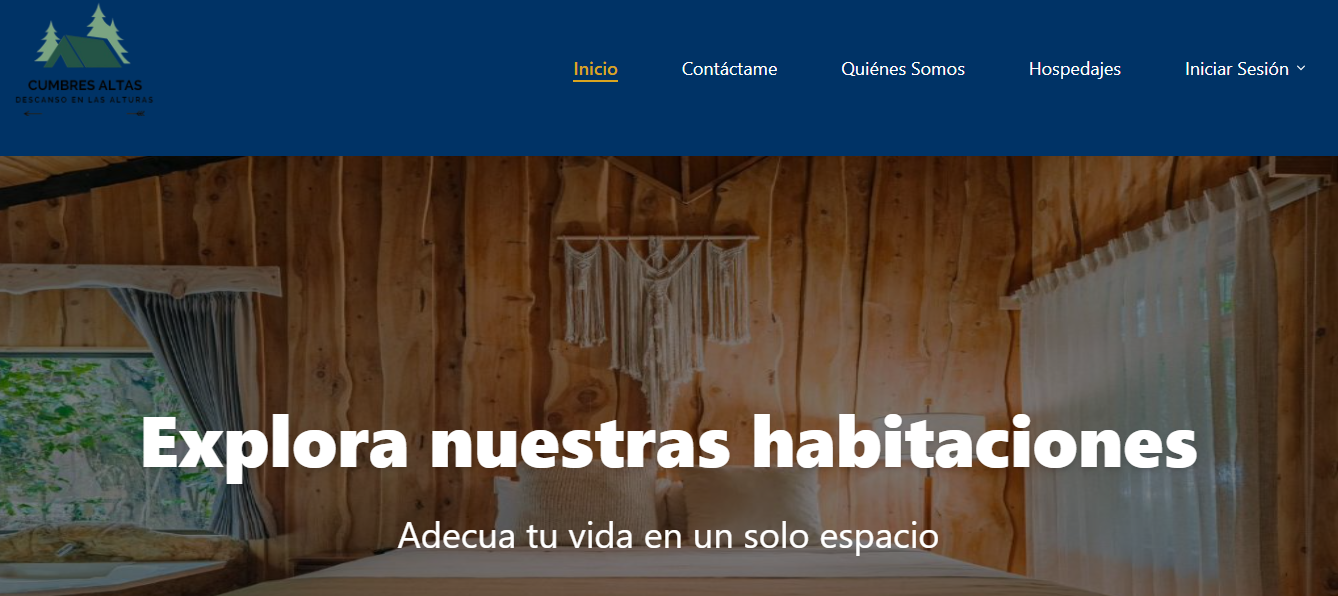 CUMBRES ALTAS
DESCANSO EN LAS ALTURAS
Inicio Contáctame Quiénes Somos Hospedajes Iniciar Sesión
Explora nuestras habitaciones
Adecua tu vida en un solo espacio